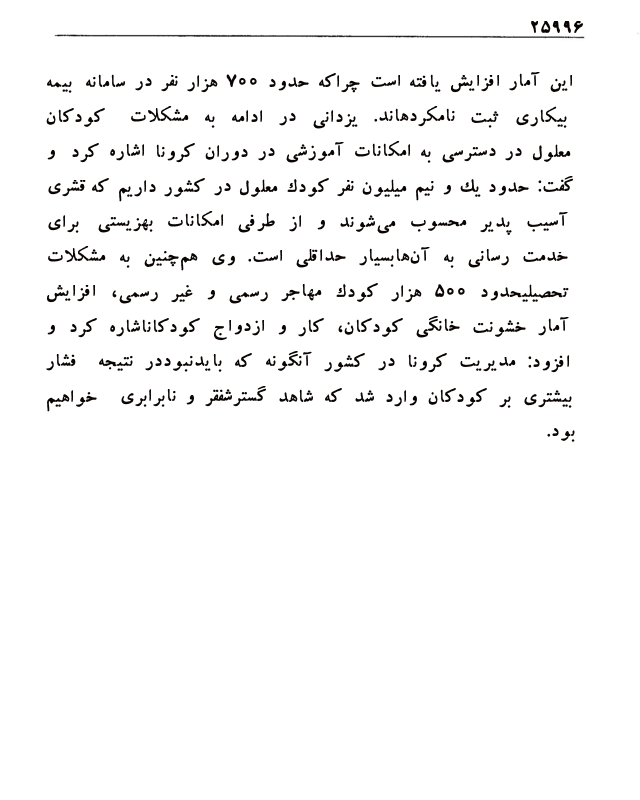 ۲۵۹۹۶
این آمار افزایش یافته است چراکه حدود ۷۰۰ هزار نفر در سامانه بیمه
بیکاری ثبت نامکردهاند. یزدانی در ادامه به مشکلات کودکان
معلول در دسترسی به امکانات آموزشی در دوران کرونا اشاره کرد و
گفت: حدود یك و نیم میلیون نفر کودك معلول در کشور داریم که قشری
آسیب پدیر محسوب می‌شوند و از طرفی امکانات بهزیستی برای
خدمت رسانی به آن‌هابسیار حداقلی است. وی هم‌چنین به مشکلات
تحصیلیحدود ۵۰۰ هزار کودك مهاجر رسمی و غیر رسمی، افزایش
آمار خشونت خانگی کودکان، کار و ازدواج کودکاناشاره کرد و
افزود: مدیریت کرونا در کشور آنگونه که بایدنبوددر نتیجه فشار
بیشتری بر کودکان وارد شد که شاهد گسترشفقر و نابرابری خواهیم
بود.